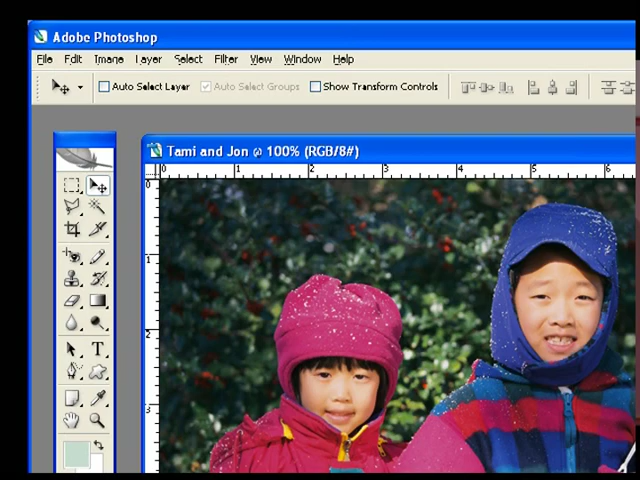 Adobe Photoshop
File Edit Image Layer Select Filter View Window Help
Auto Select Layer Auto Select Groups Show Transform Controls
Tami and Jon @ 100% (RGB/8#)
0 1 2 3 4 5 6
0
1
2
3
T